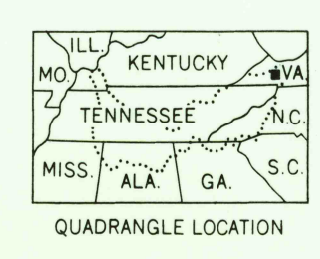 ILL.
KENTUCKY
MO.
VA.
TENNESSEE
N.C.
MISS.
ALA.
GA.
S.C.
QUADRANGLE LOCATION